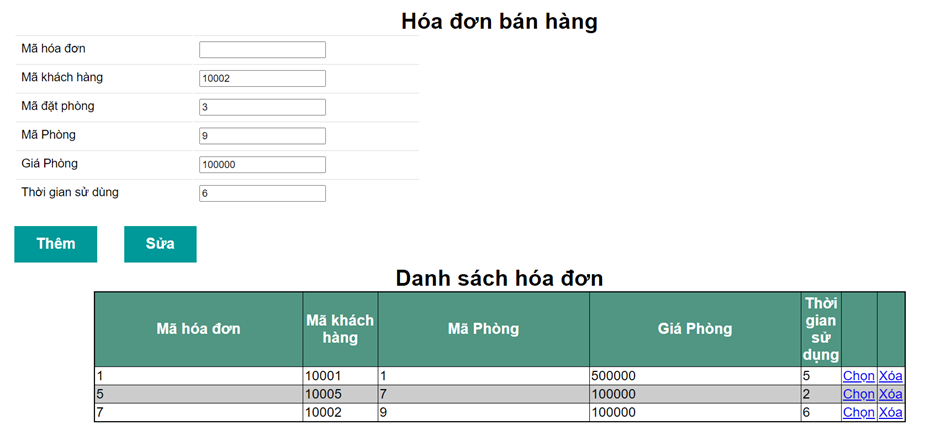 Hóa đơn bán hàng
Mã hóa đơn
Mã khách hàng 10002
Mã đặt phòng 3
Mã Phòng 9
Giá Phòng 100000
Thời gian sử dùng 6
Thêm Sửa
Danh sách hóa đơn
Mã hóa đơn Mã khách hàng Mã Phòng Giá Phòng Thời gian sử dụng
1 10001 1 500000 5 Chọn Xóa
5 10005 7 100000 2 Chọn Xóa
7 10002 9 100000 6 Chọn Xóa